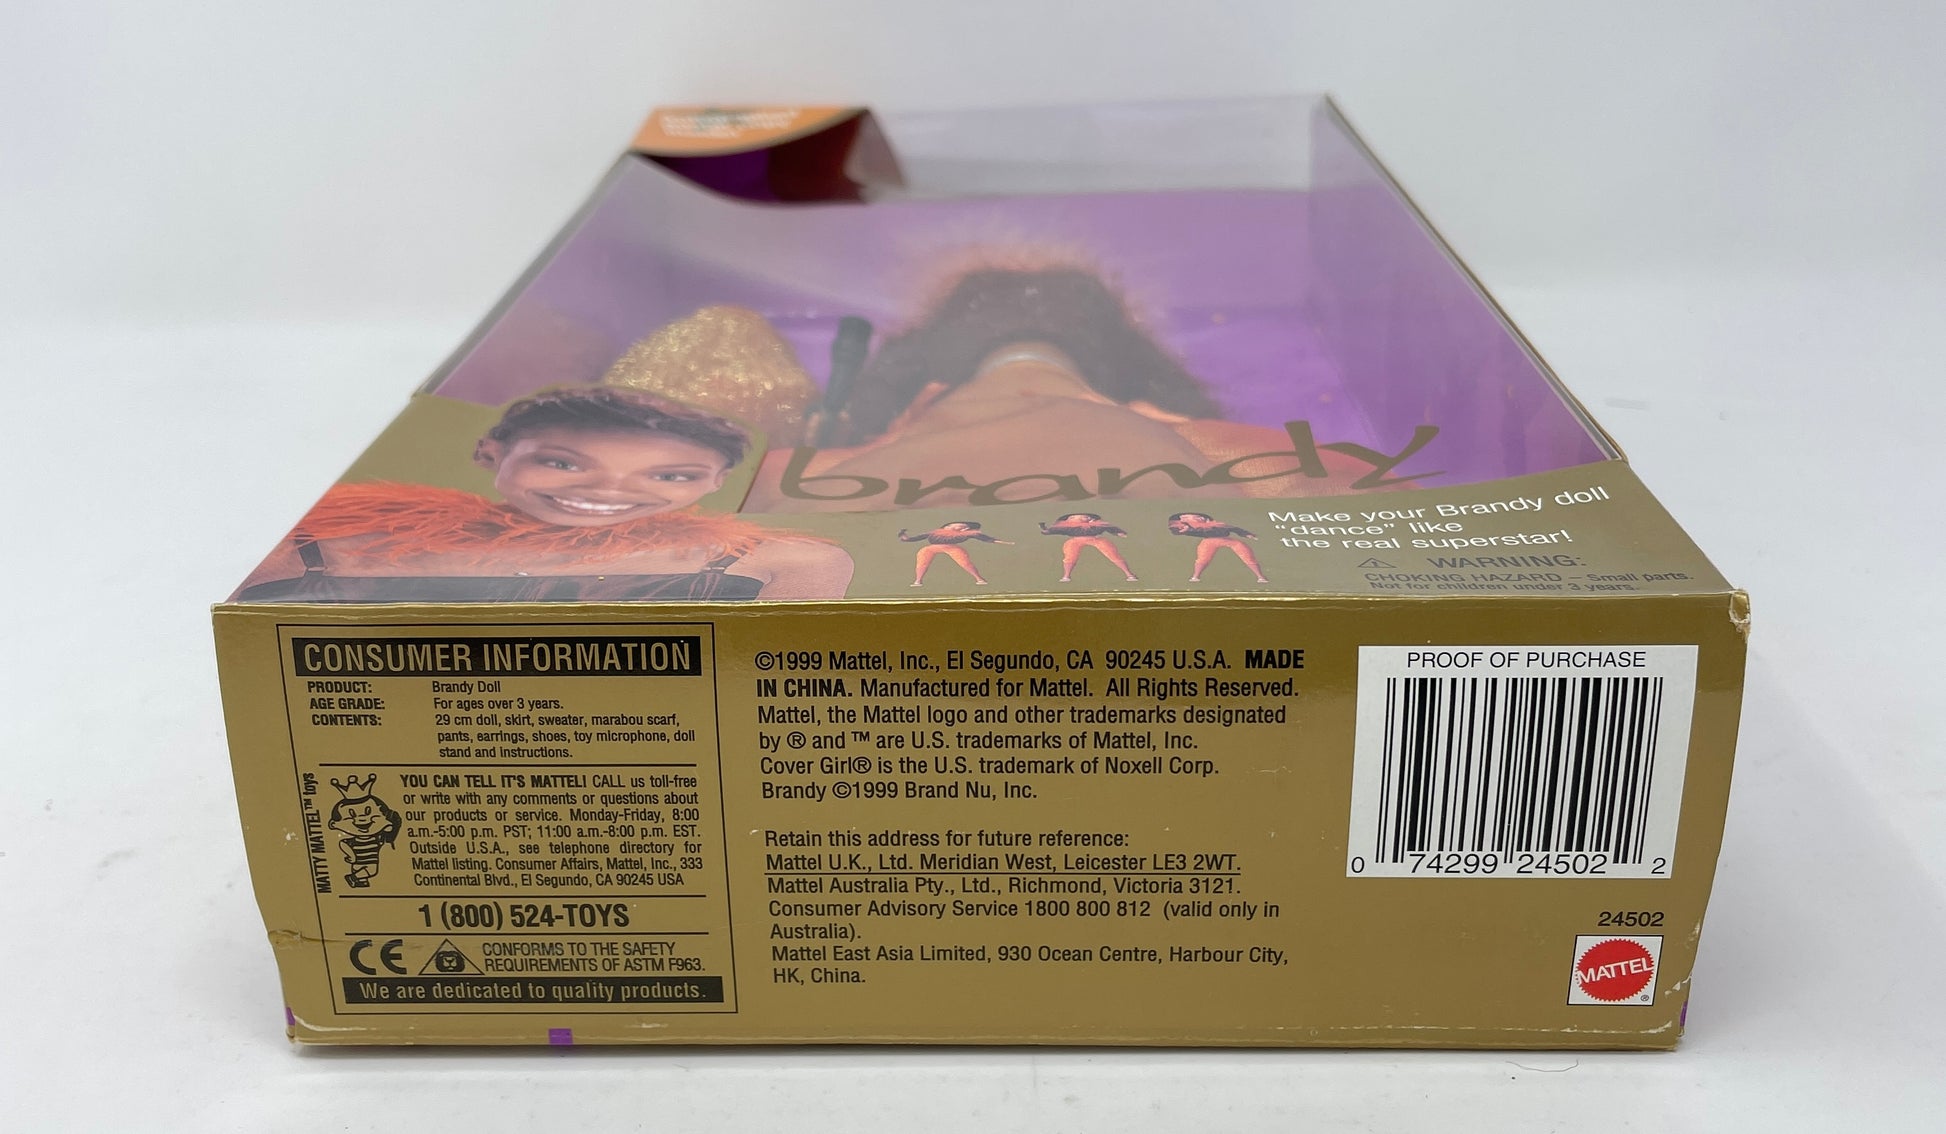 brandy
Make your Brandy doll
"dance" like
the real superstar!
WARNING:
CHOKING HAZARD – Small parts.
Not for children under 3 years.
CONSUMER INFORMATION
PRODUCT: Brandy Doll
AGE GRADE: For ages over 3 years.
CONTENTS: 29 cm doll, skirt, sweater, marabou scarf,
pants, earrings, shoes, toy microphone, doll
stand and instructions.
MATTY MATTEL™ toys
YOU CAN TELL IT'S MATTEL! CALL us toll-free
or write with any comments or questions about
our products or service. Monday-Friday, 8:00
a.m.-5:00 p.m. PST; 11:00 a.m.-8:00 p.m. EST.
Outside U.S.A., see telephone directory for
Mattel listing. Consumer Affairs, Mattel, Inc., 333
Continental Blvd., El Segundo, CA 90245 USA
1 (800) 524-TOYS
CE
CONFORMS TO THE SAFETY
REQUIREMENTS OF ASTM F963.
We are dedicated to quality products.
©1999 Mattel, Inc., El Segundo, CA 90245 U.S.A. MADE
IN CHINA. Manufactured for Mattel. All Rights Reserved.
Mattel, the Mattel logo and other trademarks designated
by ® and ™ are U.S. trademarks of Mattel, Inc.
Cover Girl® is the U.S. trademark of Noxell Corp.
Brandy ©1999 Brand Nu, Inc.
Retain this address for future reference:
Mattel U.K., Ltd. Meridian West, Leicester LE3 2WT.
Mattel Australia Pty., Ltd., Richmond, Victoria 3121.
Consumer Advisory Service 1800 800 812 (valid only in
Australia).
Mattel East Asia Limited, 930 Ocean Centre, Harbour City,
HK, China.
PROOF OF PURCHASE
0 74299 24502 2
24502
MATTEL®